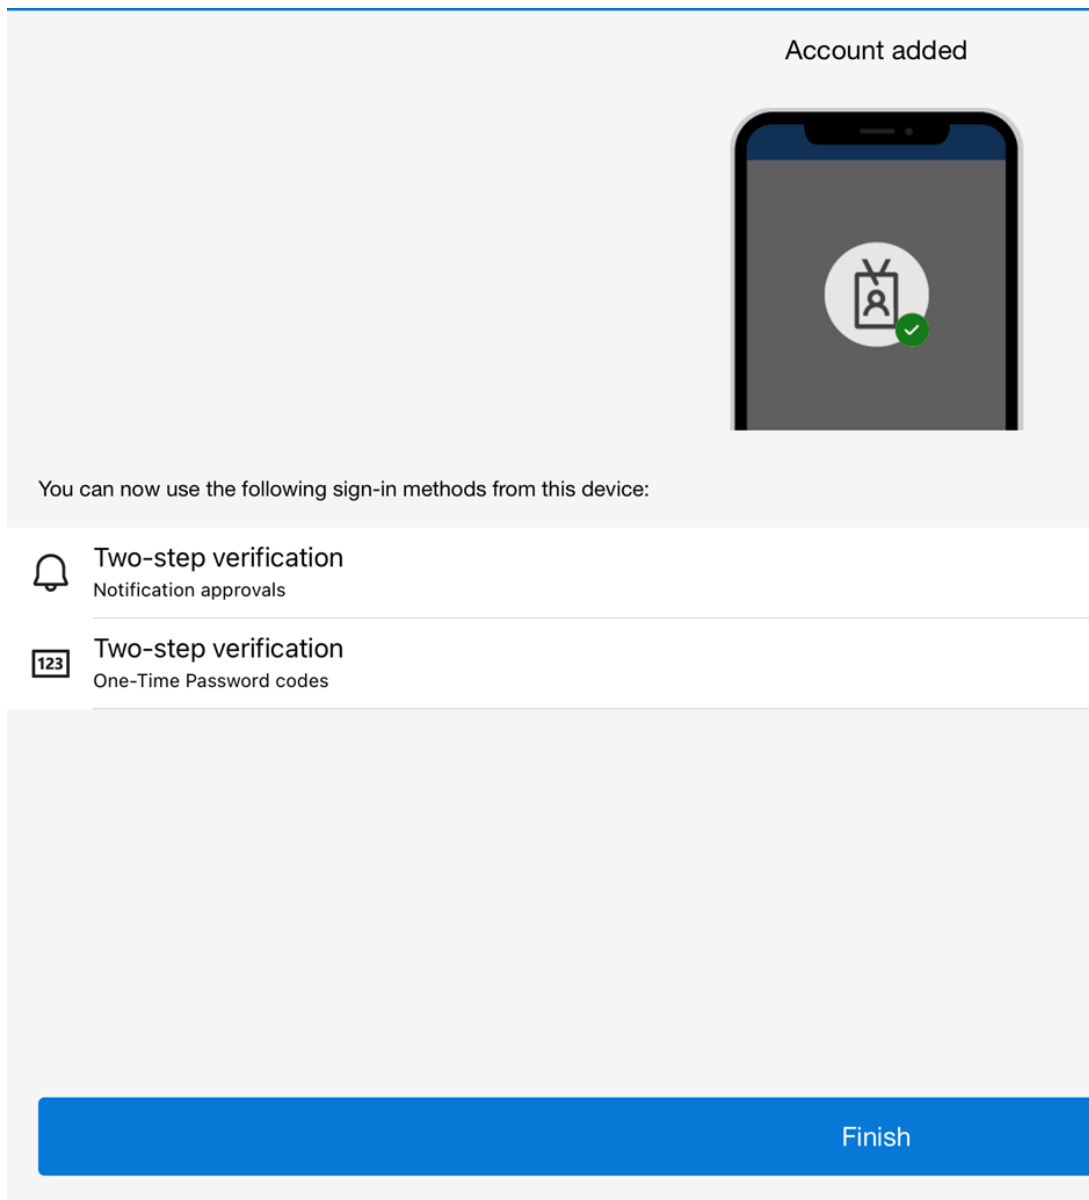 Account added
You can now use the following sign-in methods from this device:
Two-step verification
Notification approvals
123
Two-step verification
One-Time Password codes
Finish